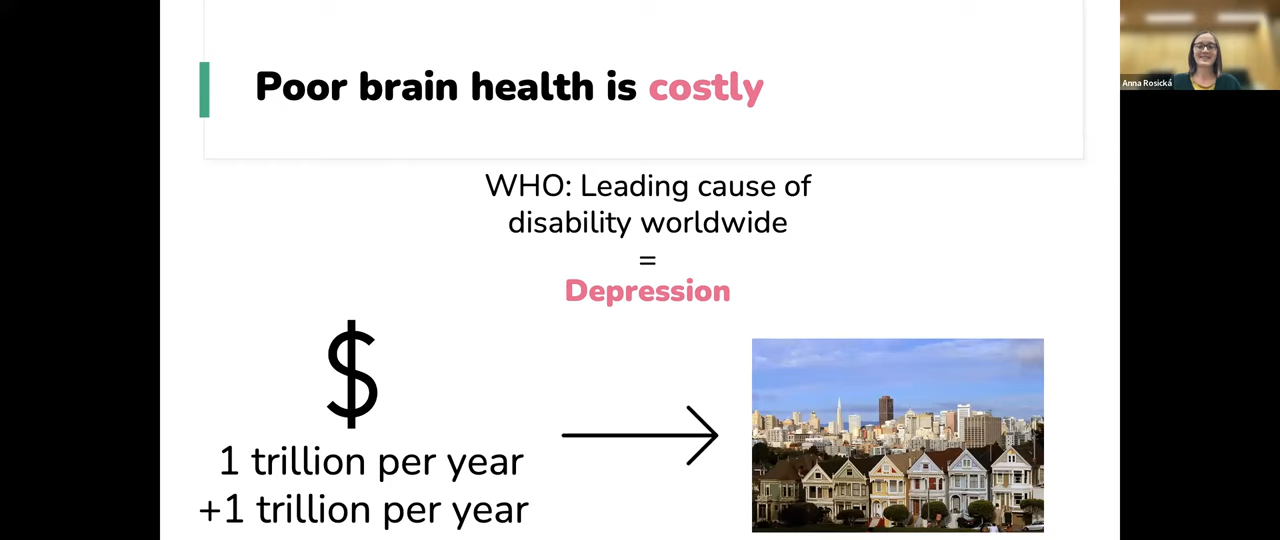 Poor brain health is costly
Anna Rosická
WHO: Leading cause of
disability worldwide
=
Depression
$
1 trillion per year
+1 trillion per year